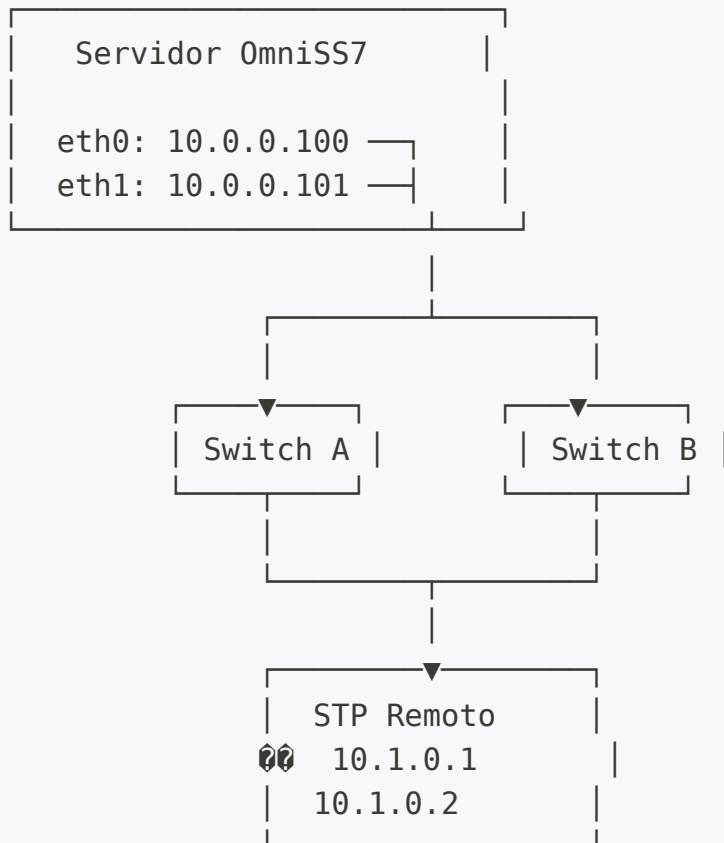 Servidor OmniSS7
eth0: 10.0.0.100
eth1: 10.0.0.101
Switch A
Switch B
STP Remoto
�� 10.1.0.1
10.1.0.2